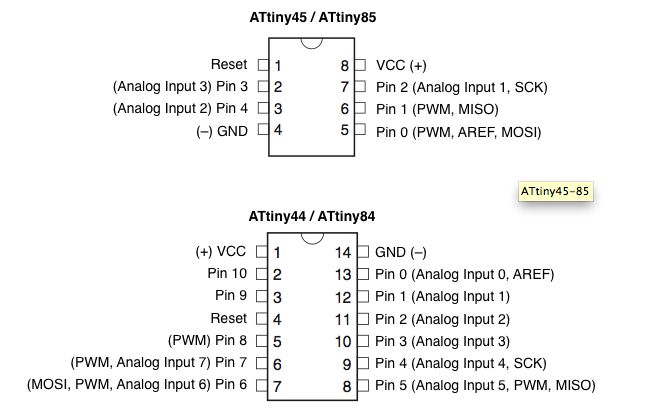 ATtiny45 / ATtiny85
Reset 1 8 VCC (+)
(Analog Input 3) Pin 3 2 7 Pin 2 (Analog Input 1, SCK)
(Analog Input 2) Pin 4 3 6 Pin 1 (PWM, MISO)
(–) GND 4 5 Pin 0 (PWM, AREF, MOSI)
ATtiny45-85
ATtiny44 / ATtiny84
(+) VCC 1 14 GND (–)
Pin 10 2 13 Pin 0 (Analog Input 0, AREF)
Pin 9 3 12 Pin 1 (Analog Input 1)
Reset 4 11 Pin 2 (Analog Input 2)
(PWM) Pin 8 5 10 Pin 3 (Analog Input 3)
(PWM, Analog Input 7) Pin 7 6 9 Pin 4 (Analog Input 4, SCK)
(MOSI, PWM, Analog Input 6) Pin 6 7 8 Pin 5 (Analog Input 5, PWM, MISO)